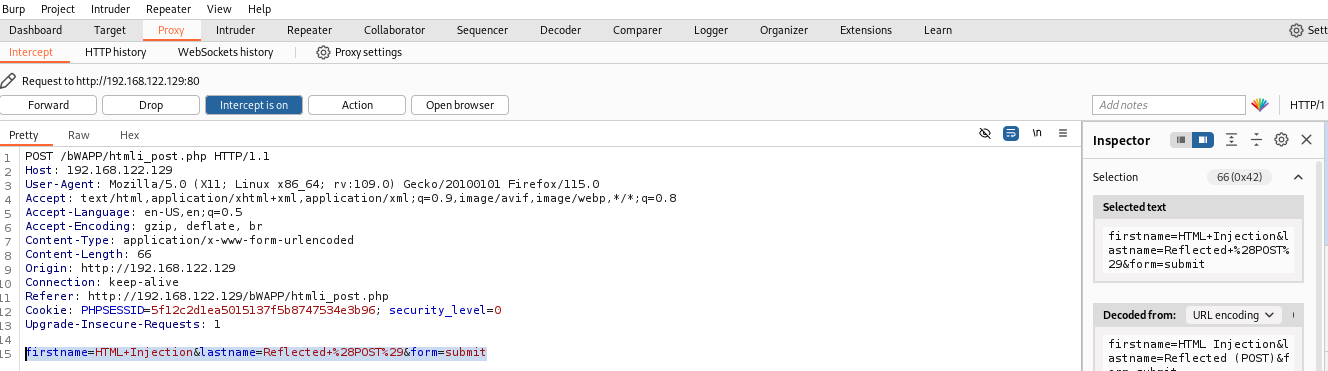 Burp Project Intruder Repeater View Help
Dashboard Target Proxy Intruder Repeater Collaborator Sequencer Decoder Comparer Logger Organizer Extensions Learn Sett
Intercept HTTP history WebSockets history Proxy settings
Request to http://192.168.122.129:80
Forward Drop Intercept is on Action Open browser Add notes HTTP/1
Pretty Raw Hex \n
1 POST /bWAPP/htmli_post.php HTTP/1.1
2 Host: 192.168.122.129
3 User-Agent: Mozilla/5.0 (X11; Linux x86_64; rv:109.0) Gecko/20100101 Firefox/115.0
4 Accept: text/html,application/xhtml+xml,application/xml;q=0.9,image/avif,image/webp,*/*;q=0.8
5 Accept-Language: en-US,en;q=0.5
6 Accept-Encoding: gzip, deflate, br
7 Content-Type: application/x-www-form-urlencoded
8 Content-Length: 66
9 Origin: http://192.168.122.129
10 Connection: keep-alive
11 Referer: http://192.168.122.129/bWAPP/htmli_post.php
12 Cookie: PHPSESSID=5f12c2d1ea5015137f5b8747534e3b96; security_level=0
13 Upgrade-Insecure-Requests: 1
14
15 firstname=HTML+Injection&lastname=Reflected+%28POST%29&form=submit
Inspector
Selection 66 (0x42)
Selected text
firstname=HTML+Injection&l
astname=Reflected+%28POST%
29&form=submit
Decoded from: URL encoding
firstname=HTML Injection&l
astname=Reflected (POST)&f
orm=submit